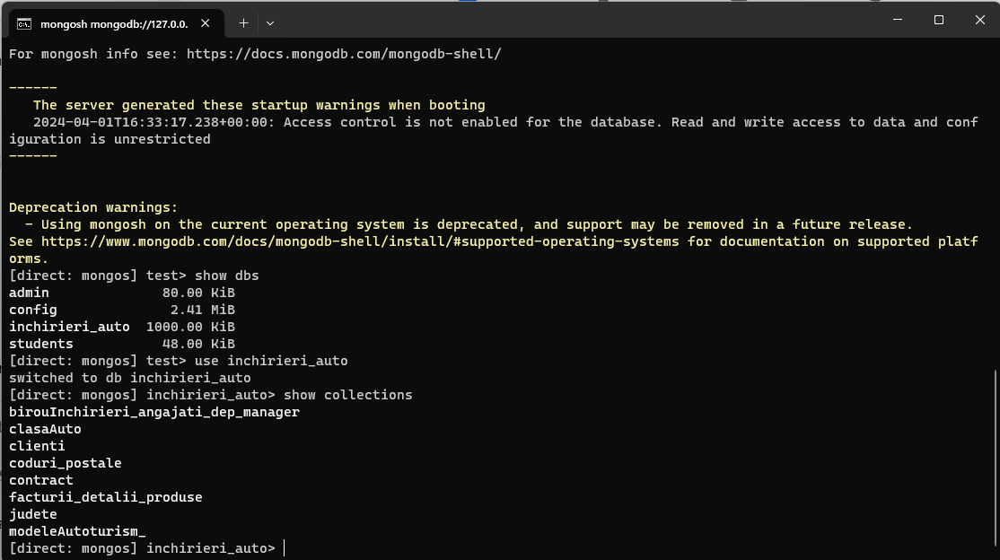 mongosh mongodb://127.0.0.
For mongosh info see: https://docs.mongodb.com/mongodb-shell/
------
   The server generated these startup warnings when booting
   2024-04-01T16:33:17.238+00:00: Access control is not enabled for the database. Read and write access to data and conf
iguration is unrestricted
------
Deprecation warnings:
  - Using mongosh on the current operating system is deprecated, and support may be removed in a future release.
See https://www.mongodb.com/docs/mongodb-shell/install/#supported-operating-systems for documentation on supported platf
orms.
[direct: mongos] test> show dbs
admin              80.00 KiB
config              2.41 MiB
inchirieri_auto  1000.00 KiB
students           48.00 KiB
[direct: mongos] test> use inchirieri_auto
switched to db inchirieri_auto
[direct: mongos] inchirieri_auto> show collections
birouInchirieri_angajati_dep_manager
clasaAuto
clienti
coduri_postale
contract
facturii_detalii_produse
judete
modeleAutoturism_
[direct: mongos] inchirieri_auto>